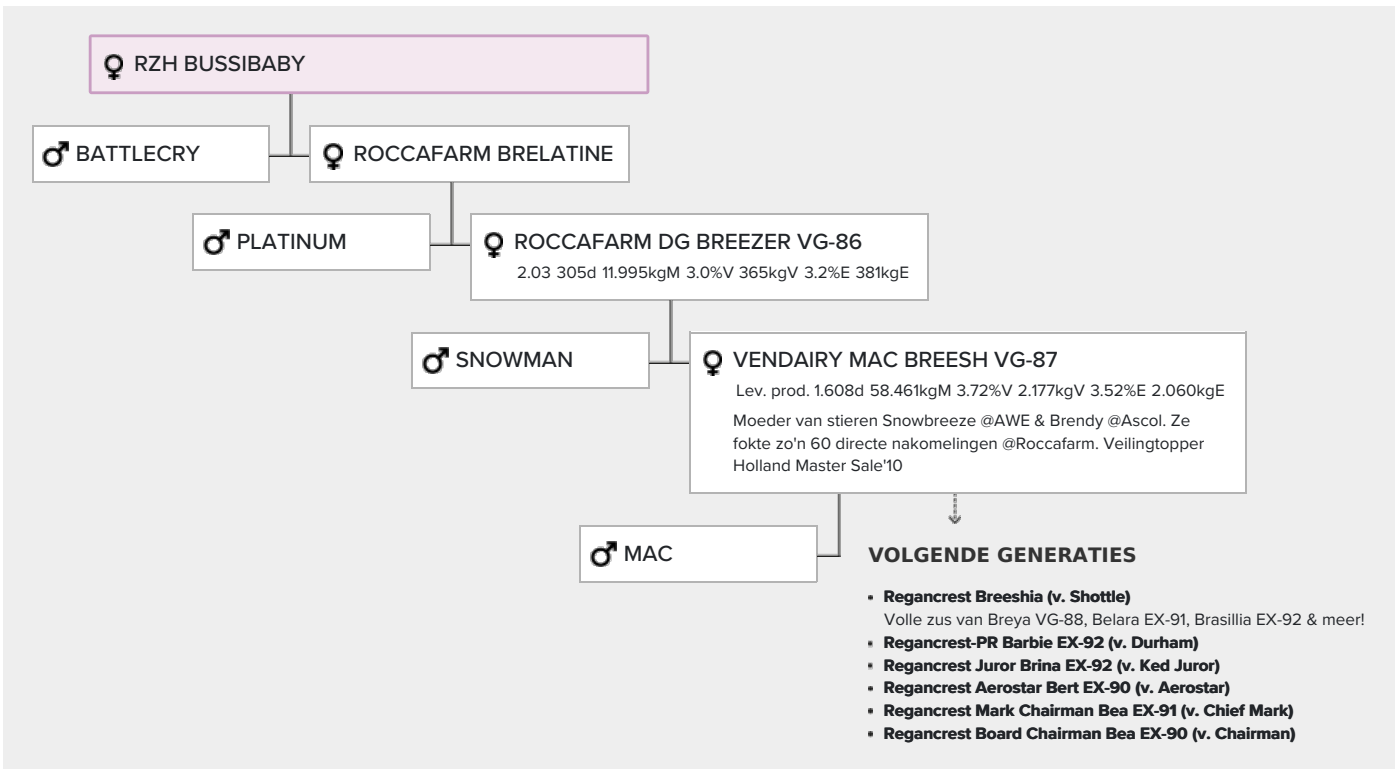 RZH BUSSIBABY
BATTLECRY
ROCCAFARM BRELATINE
PLATINUM
ROCCAFARM DG BREEZER VG-86
2.03 305d 11.995kgM 3.0%V 365kgV 3.2%E 381kgE
SNOWMAN
VENDAIRY MAC BREESH VG-87
Lev. prod. 1.608d 58.461kgM 3.72%V 2.177kgV 3.52%E 2.060kgE
Moeder van stieren Snowbreeze @AWE & Brendy @Ascol. Ze
fokte zo'n 60 directe nakomelingen @Roccafarm. Veilingtopper
Holland Master Sale'10
MAC
VOLGENDE GENERATIES
• Regancrest Breeshia (v. Shottle)
Volle zus van Breya VG-88, Belara EX-91, Brasillia EX-92 & meer!
• Regancrest-PR Barbie EX-92 (v. Durham)
• Regancrest Juror Brina EX-92 (v. Ked Juror)
• Regancrest Aerostar Bert EX-90 (v. Aerostar)
• Regancrest Mark Chairman Bea EX-91 (v. Chief Mark)
• Regancrest Board Chairman Bea EX-90 (v. Chairman)